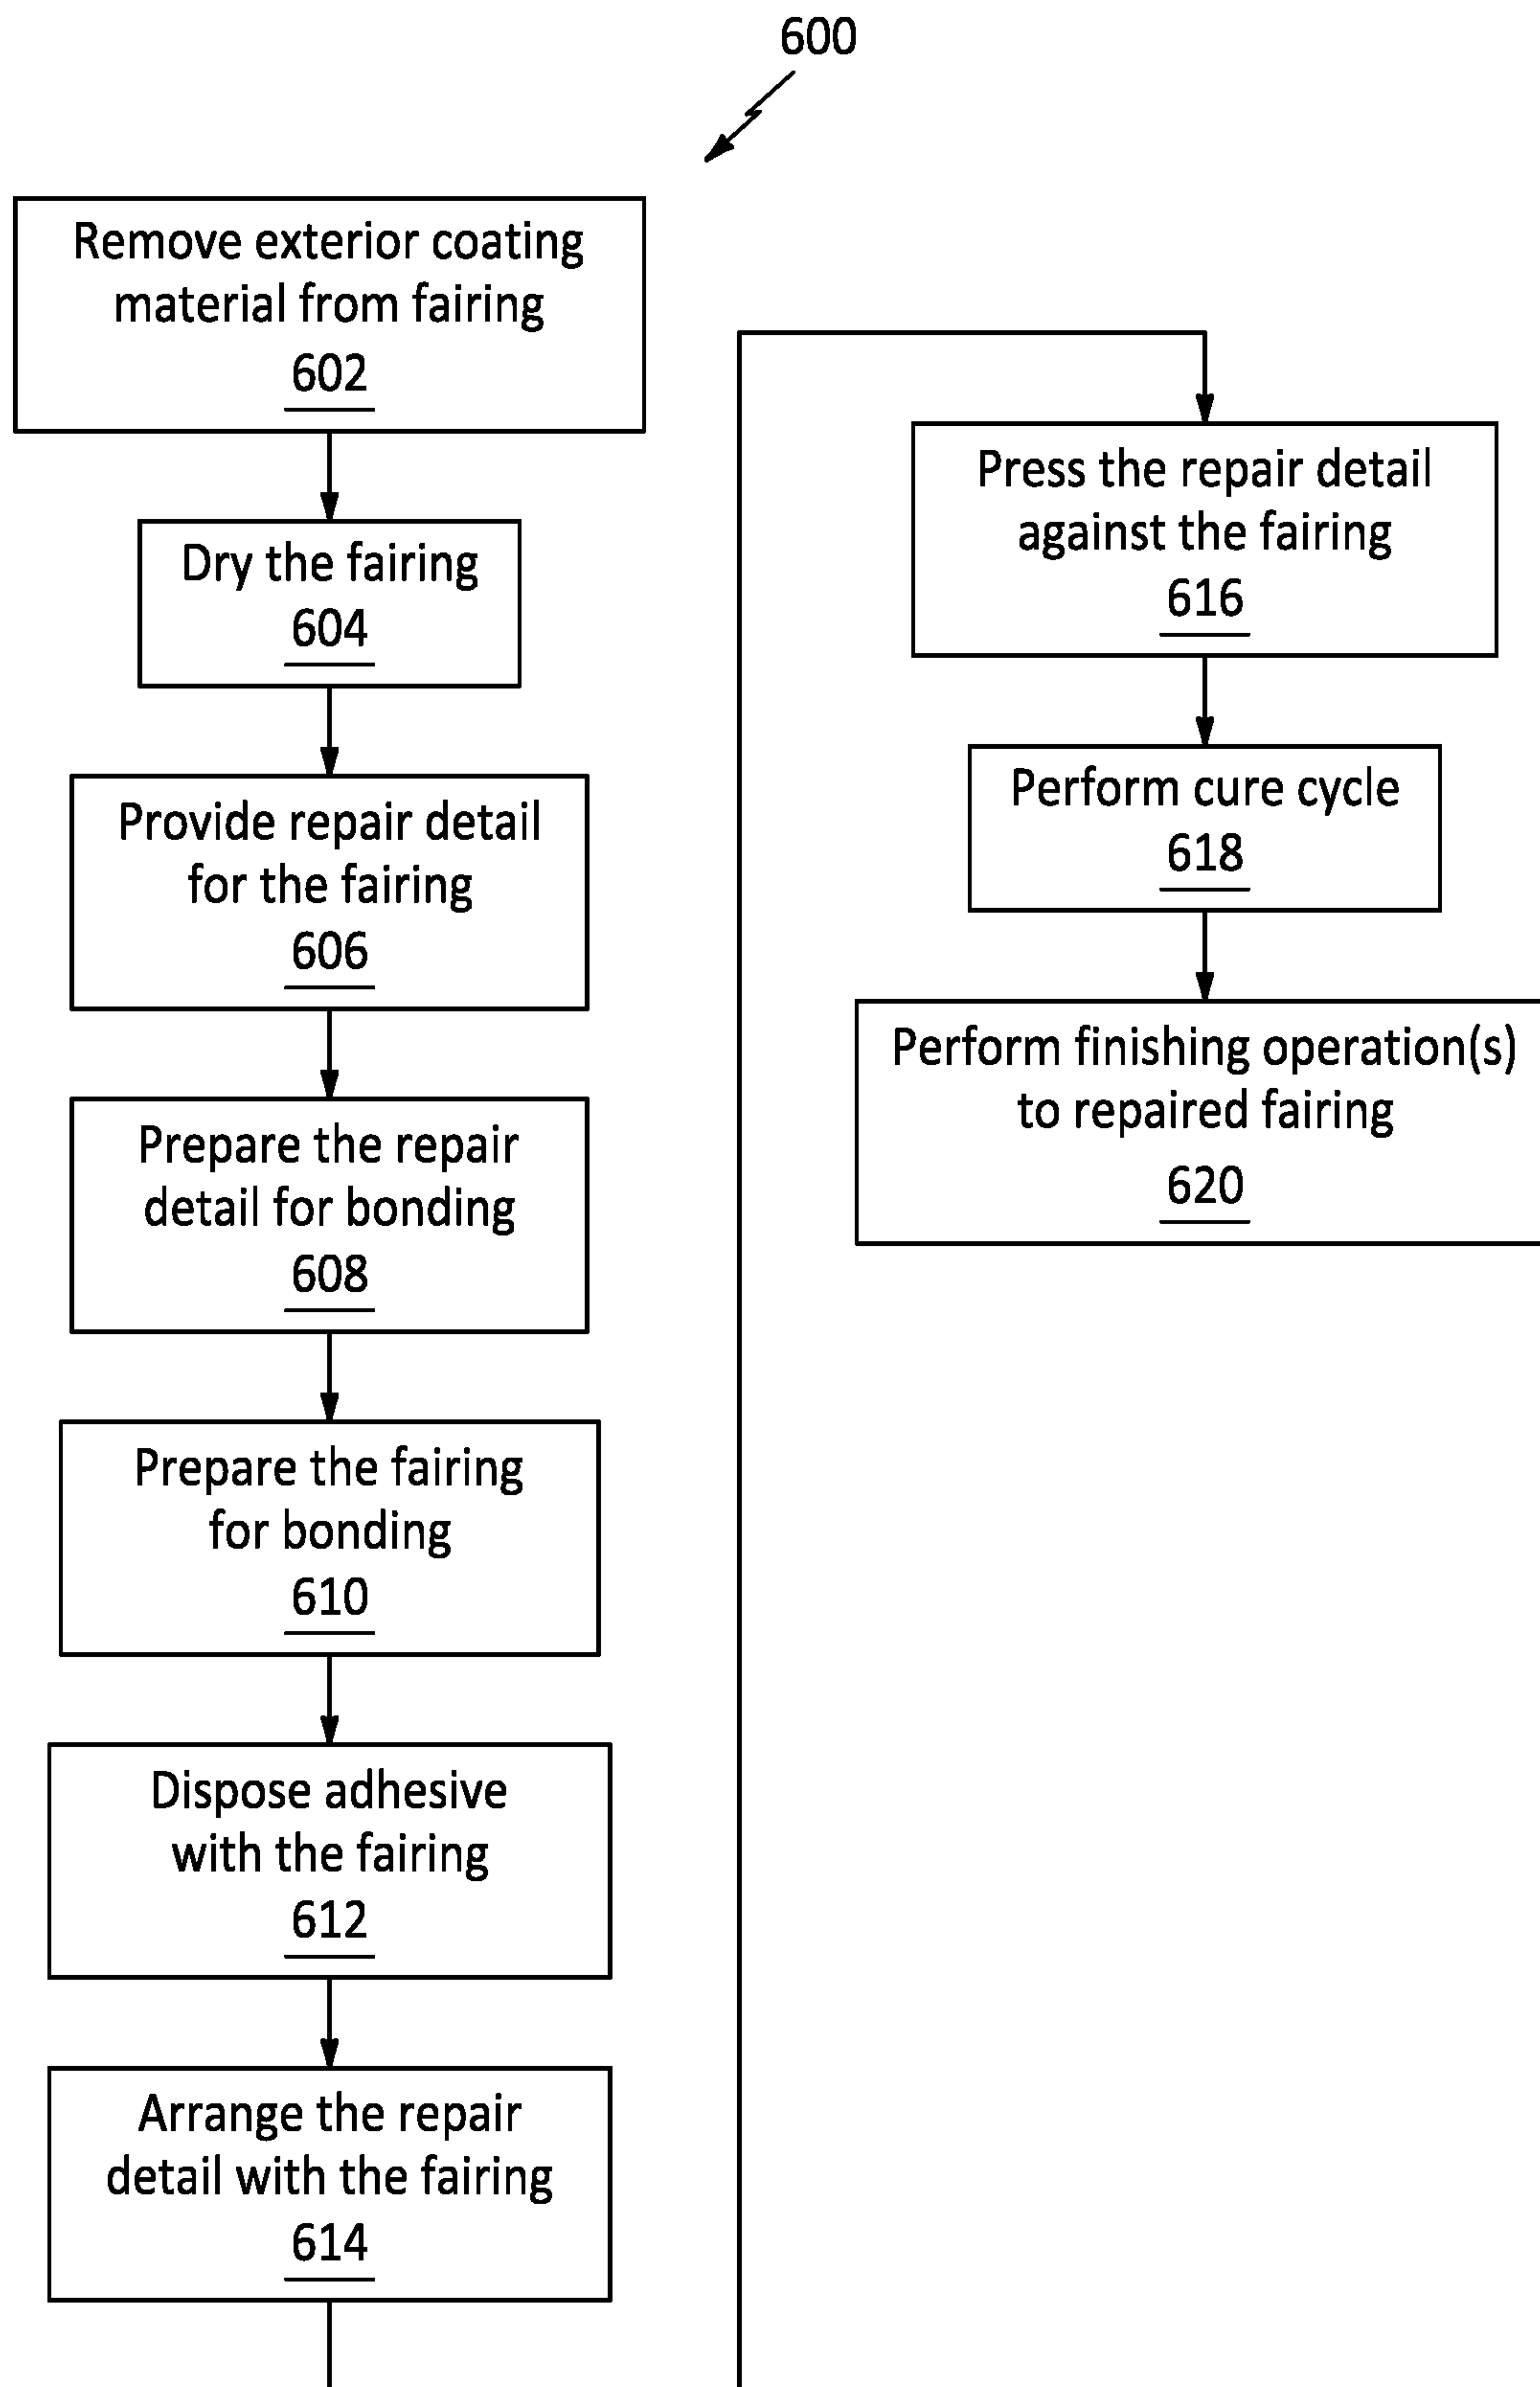 600
Remove exterior coating
material from fairing
602
Dry the fairing
604
Provide repair detail
for the fairing
606
Prepare the repair
detail for bonding
608
Prepare the fairing
for bonding
610
Dispose adhesive
with the fairing
612
Arrange the repair
detail with the fairing
614
Press the repair detail
against the fairing
616
Perform cure cycle
618
Perform finishing operation(s)
to repaired fairing
620